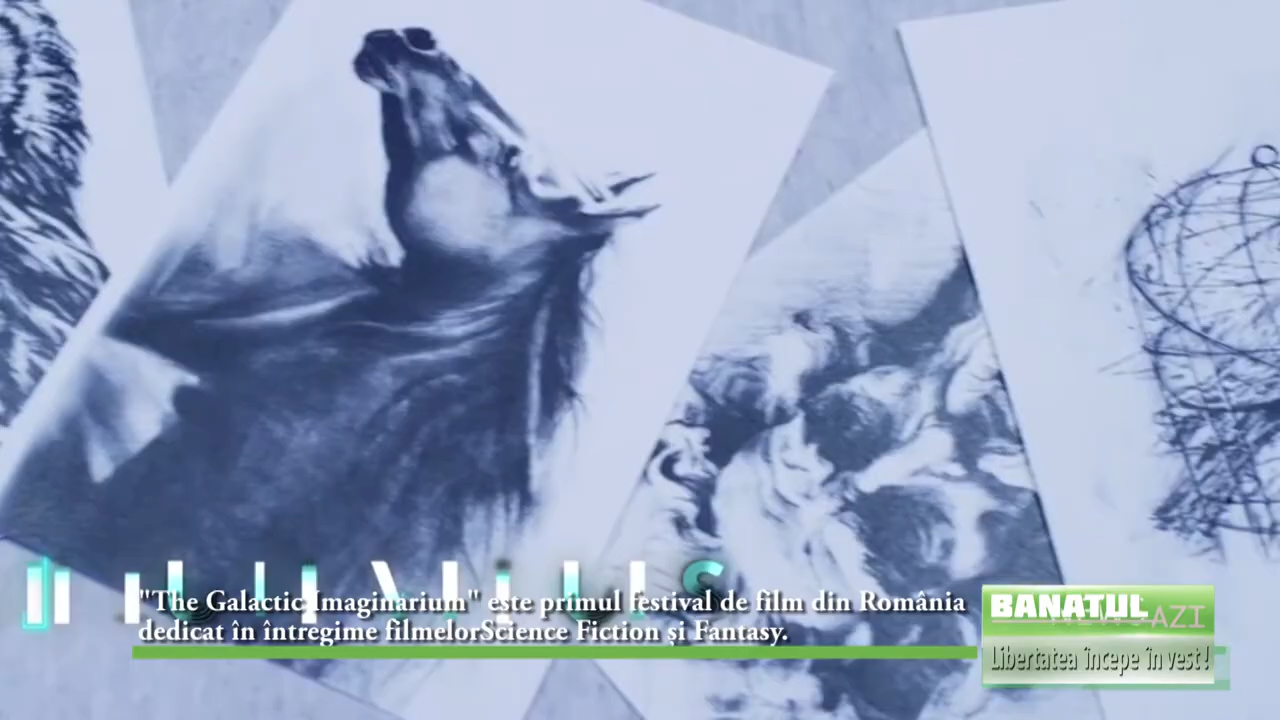 "The Galactic Imaginarium" este primul festival de film din România
dedicat în întregime filmelorScience Fiction și Fantasy.
BANATUL
AZI
Libertatea începe în vest!